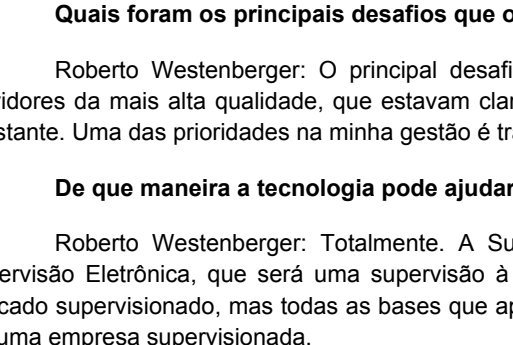 Quais foram os principais desafios que o
Roberto Westenberger: O principal desafi
vidores da mais alta qualidade, que estavam clar
stante. Uma das prioridades na minha gestão é tra
De que maneira a tecnologia pode ajudar
Roberto Westenberger: Totalmente. A Su
ervisão Eletrônica, que será uma supervisão à
cado supervisionado, mas todas as bases que ap
uma empresa supervisionada.